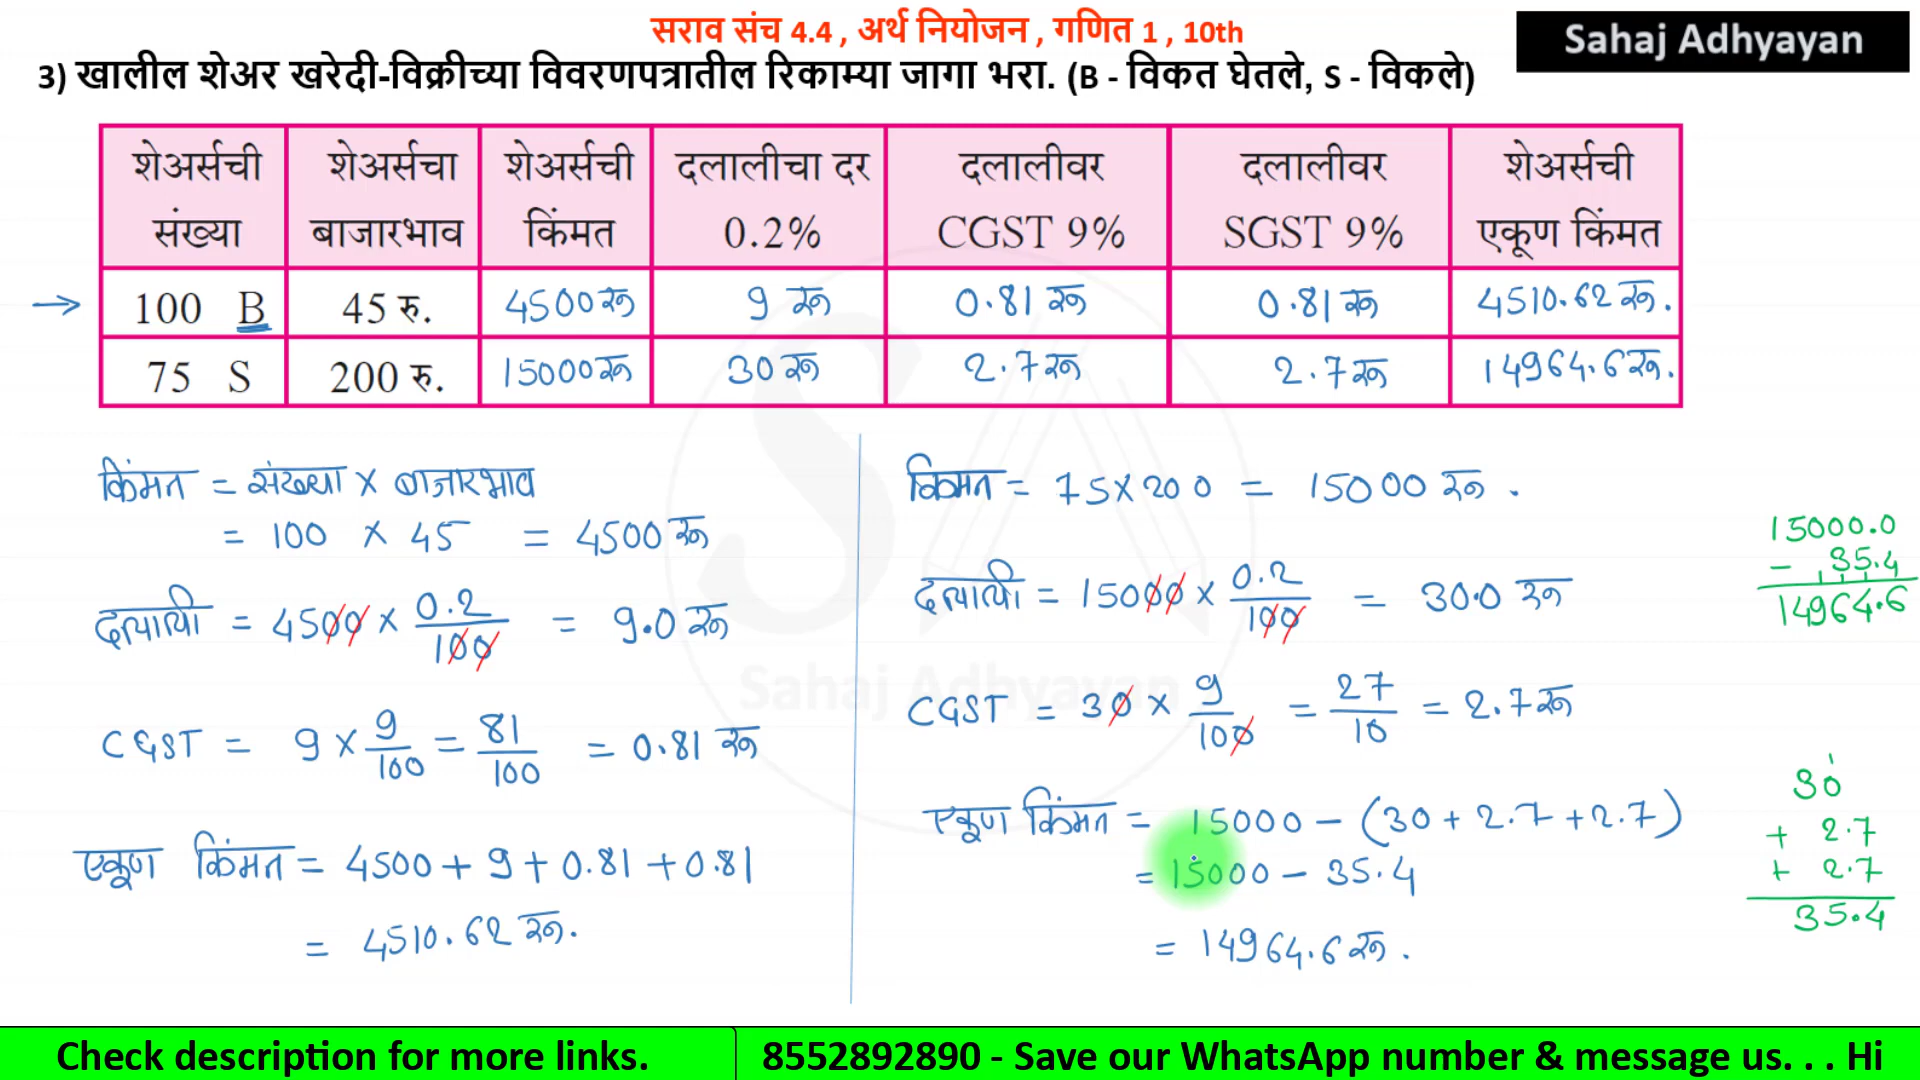 सराव संच 4.4 , अर्थ नियोजन , गणित 1 , 10th
Sahaj Adhyayan
3) खालील शेअर खरेदी-विक्रीच्या विवरणपत्रातील रिकाम्या जागा भरा. (B - विकत घेतले, S - विकले)
शेअर्सची संख्या शेअर्सचा बाजारभाव शेअर्सची किंमत दलालीचा दर 0.2% दलालीवर CGST 9% दलालीवर SGST 9% शेअर्सची एकूण किंमत
→ 100 B 45 रु. 4500 रू 9 रू 0.81 रू 0.81 रू 4510.62 रू.
75 S 200 रु. 15000 रू 30 रू 2.7 रू 2.7 रू 14964.6 रू.
किंमत = संख्या × बाजारभाव
= 100 × 45 = 4500 रू
दलाली = 4500 × 0.2/100 = 9.0 रू
CGST = 9 × 9/100 = 81/100 = 0.81 रू
एकूण किंमत = 4500 + 9 + 0.81 + 0.81
= 4510.62 रू.
किंमत = 75 × 200 = 15000 रू .
दलाली = 15000 × 0.2/100 = 30.0 रू
CGST = 30 × 9/100 = 27/10 = 2.7 रू
एकूण किंमत = 15000 - (30 + 2.7 + 2.7)
= 15000 - 35.4
= 14964.6 रू .
15000.0
- 35.4
14964.6
1
30
+ 2.7
+ 2.7
35.4
Sahaj Adhyayan
Check description for more links.
8552892890 - Save our WhatsApp number & message us. . . Hi